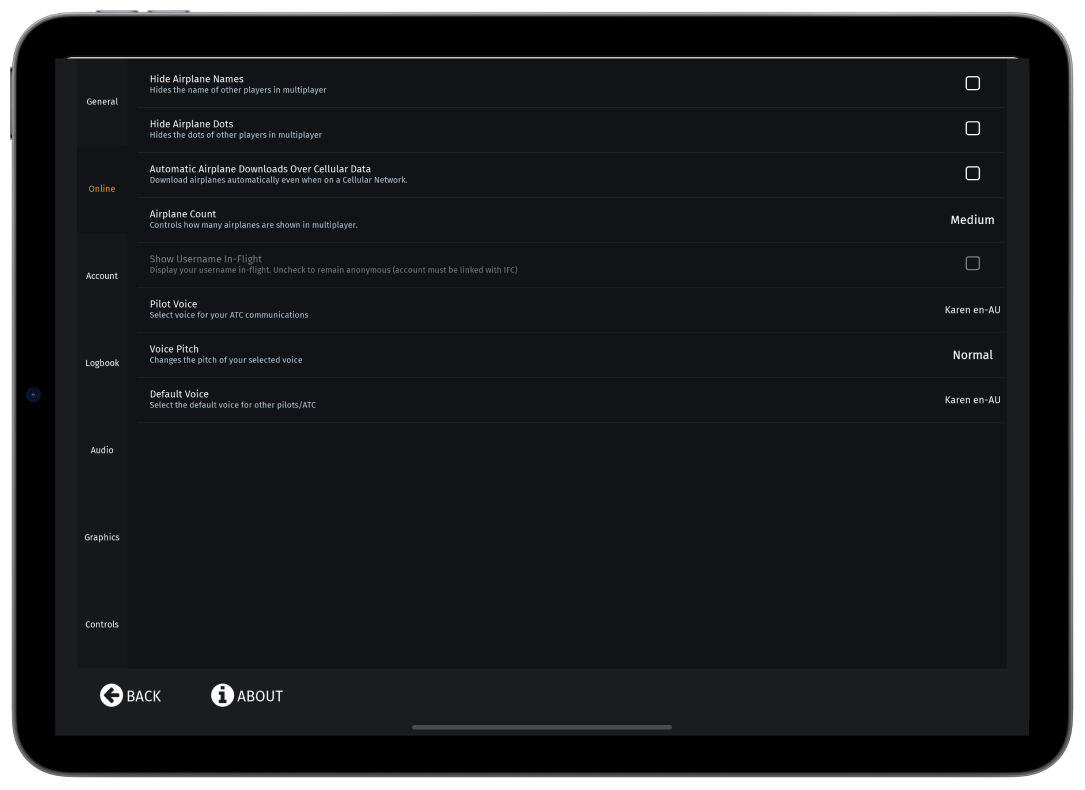 General
Online
Account
Logbook
Audio
Graphics
Controls
Hide Airplane Names
Hides the name of other players in multiplayer
Hide Airplane Dots
Hides the dots of other players in multiplayer
Automatic Airplane Downloads Over Cellular Data
Download airplanes automatically even when on a Cellular Network.
Airplane Count
Controls how many airplanes are shown in multiplayer.
Medium
Show Username In-Flight
Display your username in-flight. Uncheck to remain anonymous (account must be linked with IFC)
Pilot Voice
Select voice for your ATC communications
Karen en-AU
Voice Pitch
Changes the pitch of your selected voice
Normal
Default Voice
Select the default voice for other pilots/ATC
Karen en-AU
BACK
ABOUT